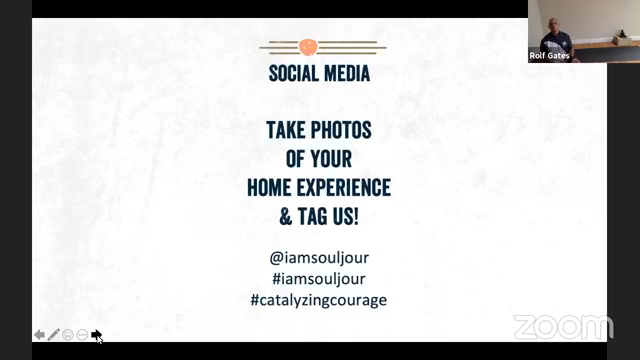 Rolf Gates
SOCIAL MEDIA
TAKE PHOTOS
OF YOUR
HOME EXPERIENCE
& TAG US!
@iamsouljour
#iamsouljour
#catalyzingcourage
zoom